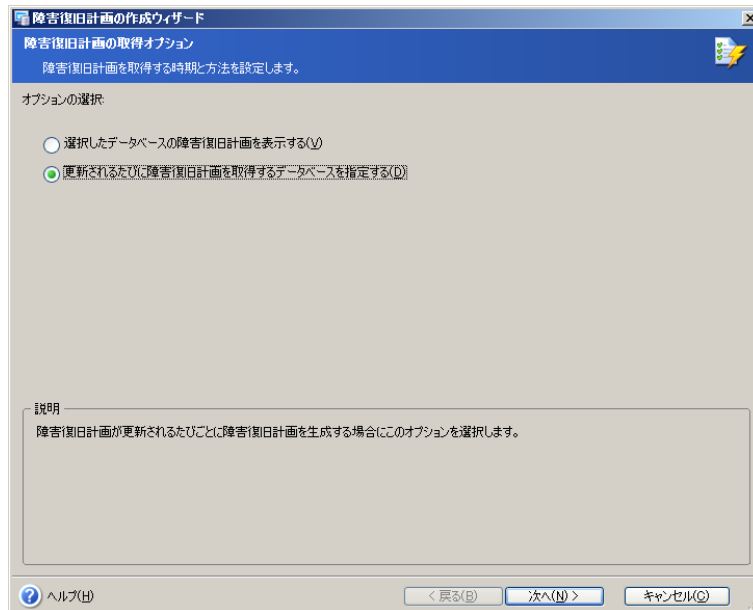 障害復旧計画の作成ウィザード
障害復旧計画の取得オプション
障害復旧計画を取得する時期と方法を設定します。
オプションの選択:
選択したデータベースの障害復旧計画を表示する(V)
更新されるたびに障害復旧計画を取得するデータベースを指定する(D)
説明
障害復旧計画が更新されるたびごとに障害復旧計画を生成する場合にこのオプションを選択します。
ヘルプ(H)
< 戻る(B)
次へ(N) >
キャンセル(C)